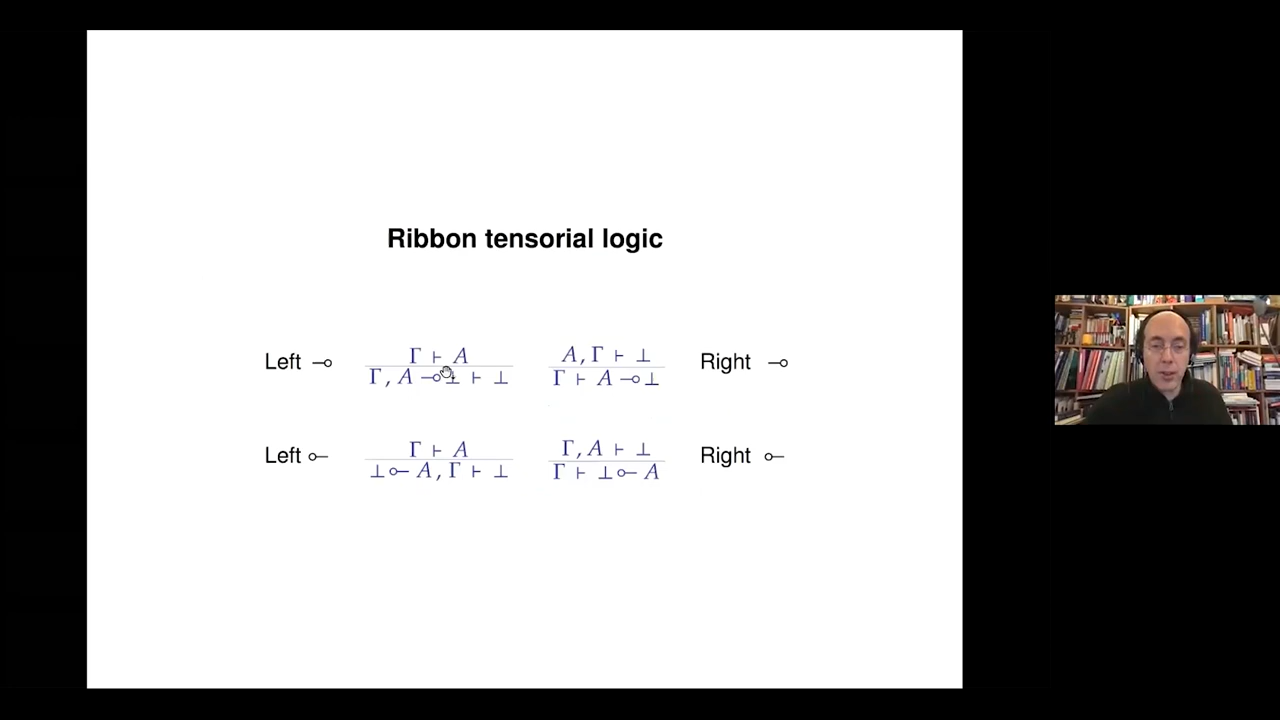 Ribbon tensorial logic
Left ⊸ Γ ⊢ A A, Γ ⊢ ⊥ Right ⊸
Γ, A ⊸ ⊥ ⊢ ⊥ Γ ⊢ A ⊸ ⊥
Left ⟜ Γ ⊢ A Γ, A ⊢ ⊥ Right ⟜
⊥ ⟜ A, Γ ⊢ ⊥ Γ ⊢ ⊥ ⟜ A